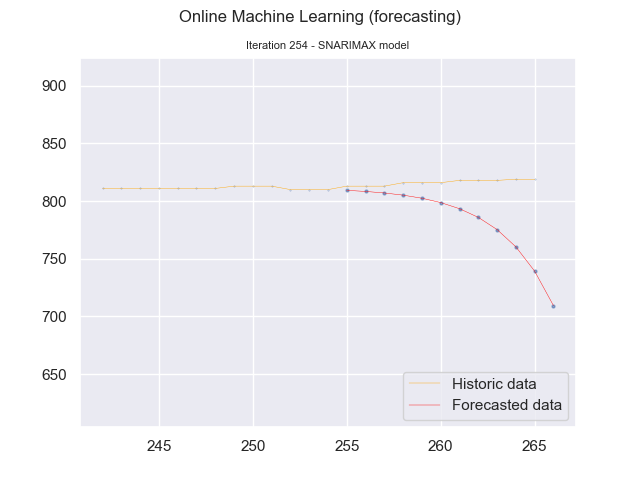 Online Machine Learning (forecasting)
Iteration 254 - SNARIMAX model
900
850
800
750
700
650
Historic data
Forecasted data
245 250 255 260 265